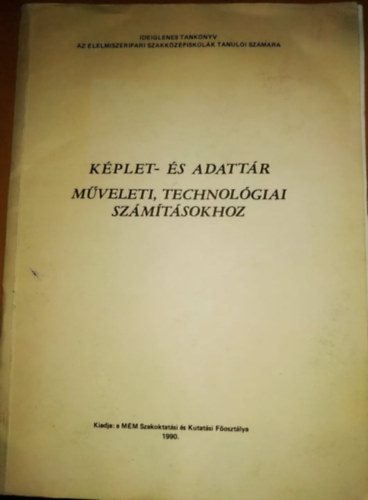 IDEIGLENES TANKÖNYV
AZ ÉLELMISZERIPARI SZAKKÖZÉPISKOLÁK TANULÓI SZÁMÁRA
KÉPLET- ÉS ADATTÁR
MŰVELETI, TECHNOLÓGIAI
SZÁMÍTÁSOKHOZ
Kiadja: a MÉM Szakoktatási és Kutatási Főosztálya
1990.